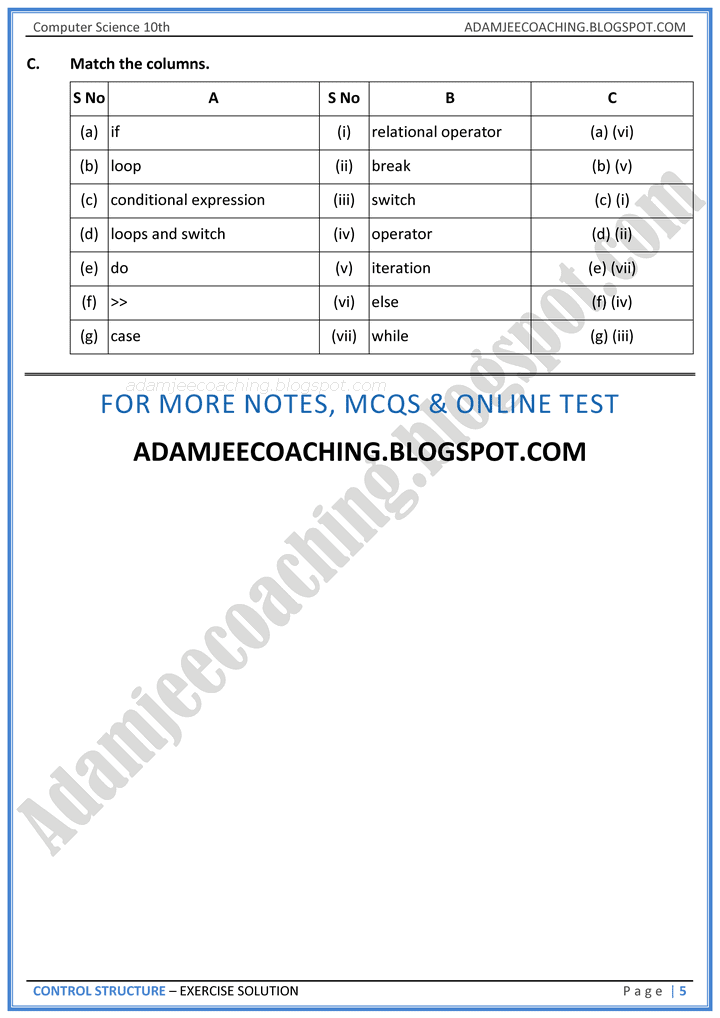 Computer Science 10th ADAMJEECOACHING.BLOGSPOT.COM
C. Match the columns.
S No A S No B C
(a) if (i) relational operator (a) (vi)
(b) loop (ii) break (b) (v)
(c) conditional expression (iii) switch (c) (i)
(d) loops and switch (iv) operator (d) (ii)
(e) do (v) iteration (e) (vii)
(f) >> (vi) else (f) (iv)
(g) case (vii) while (g) (iii)
adamjeecoaching.blogspot.com
FOR MORE NOTES, MCQS & ONLINE TEST
ADAMJEECOACHING.BLOGSPOT.COM
Adamjeecoaching.blogspot.com
CONTROL STRUCTURE – EXERCISE SOLUTION Page | 5